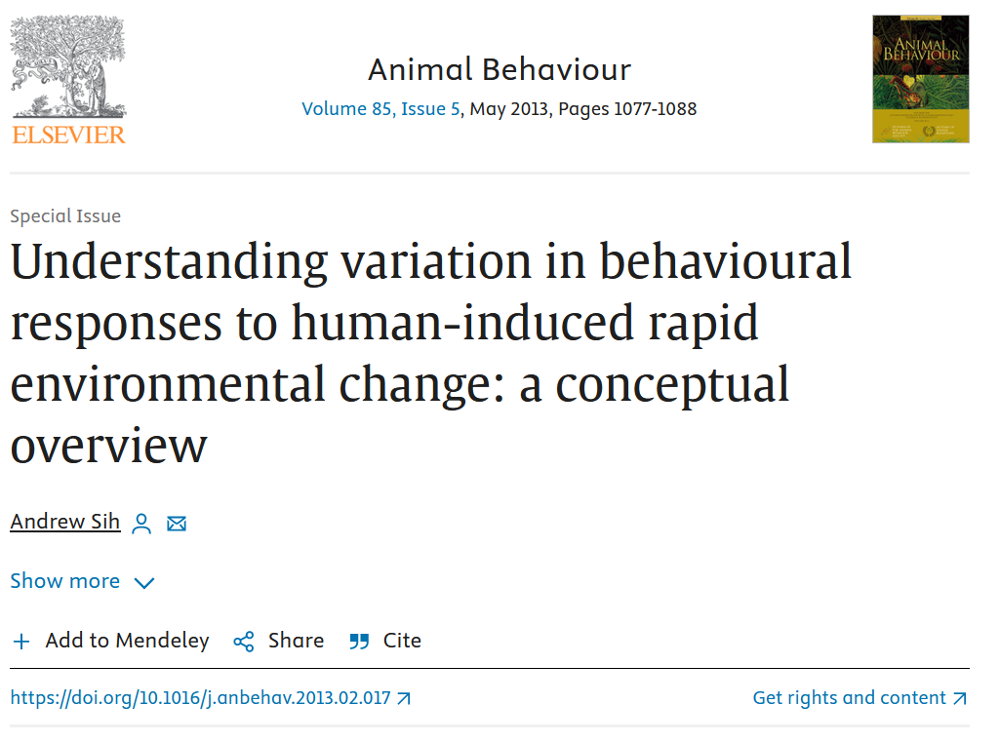 Animal Behaviour
Volume 85, Issue 5, May 2013, Pages 1077-1088
ELSEVIER
ANIMAL
BEHAVIOUR
Special Issue
Understanding variation in behavioural
responses to human-induced rapid
environmental change: a conceptual
overview
Andrew Sih
Show more
Add to Mendeley Share Cite
https://doi.org/10.1016/j.anbehav.2013.02.017 Get rights and content